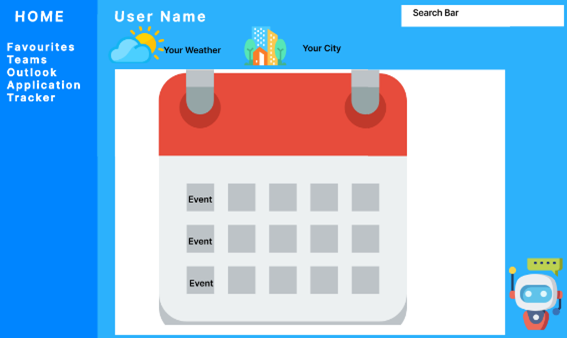 HOME
Favourites
Teams
Outlook
Application
Tracker
User Name
Search Bar
Your Weather
Your City
Event
Event
Event